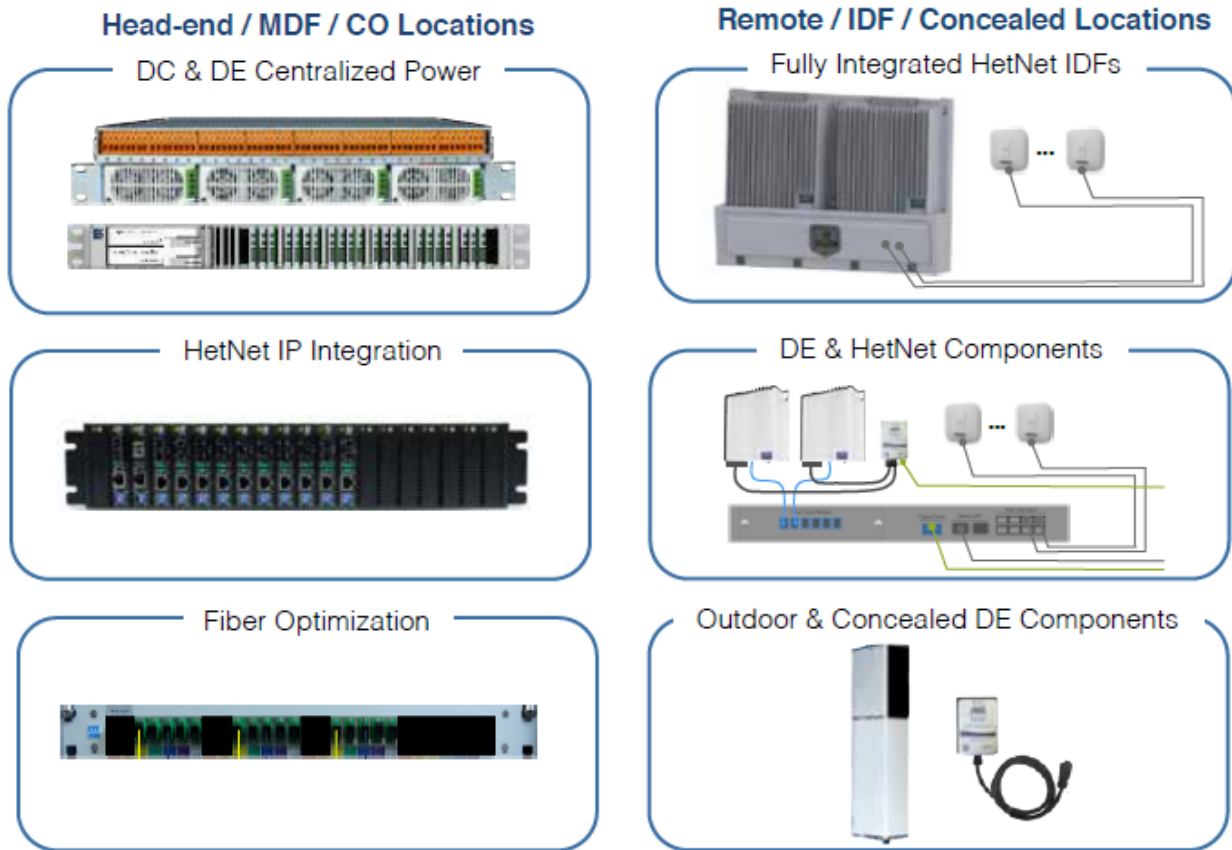 Head-end / MDF / CO Locations
DC & DE Centralized Power
HetNet IP Integration
Fiber Optimization
Remote / IDF / Concealed Locations
Fully Integrated HetNet IDFs
...
DE & HetNet Components
...
Outdoor & Concealed DE Components